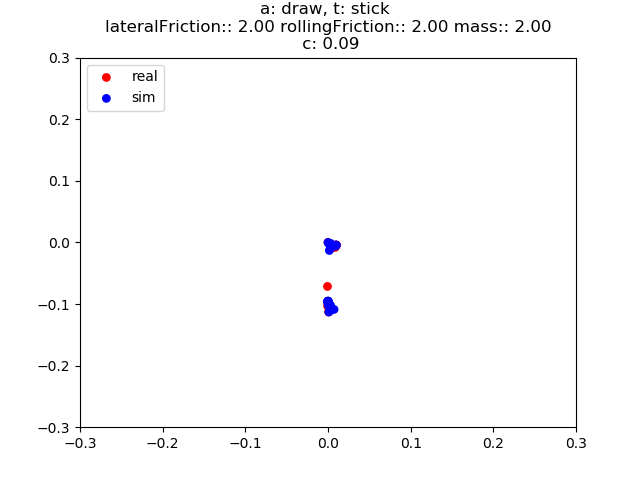 a: draw, t: stick
lateralFriction:: 2.00 rollingFriction:: 2.00 mass:: 2.00
c: 0.09
real
sim
0.3
0.2
0.1
0.0
−0.1
−0.2
−0.3
−0.3
−0.2
−0.1
0.0
0.1
0.2
0.3